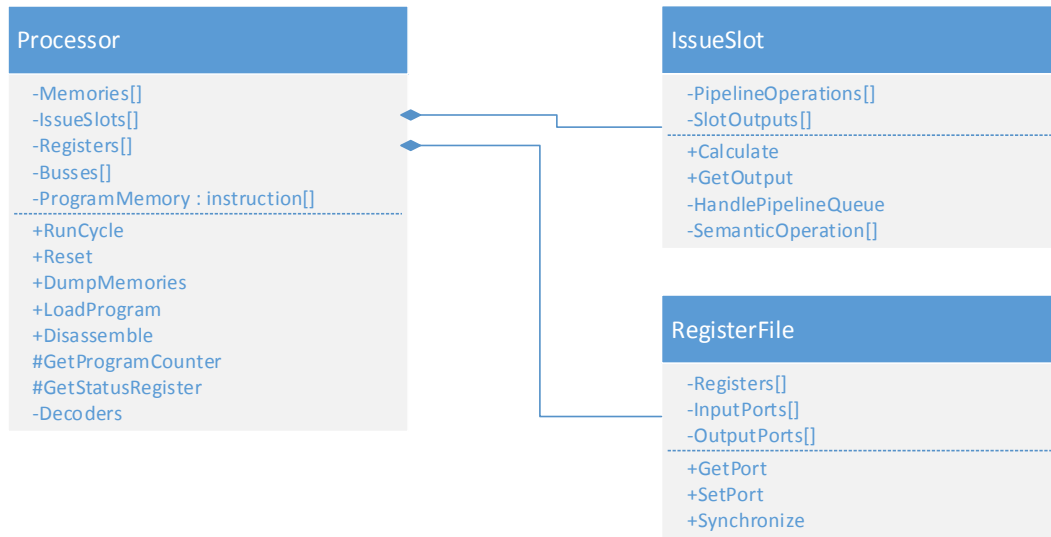 Processor
-Memories[]
-IssueSlots[]
-Registers[]
-Busses[]
-ProgramMemory : instruction[]
+RunCycle
+Reset
+DumpMemories
+LoadProgram
+Disassemble
#GetProgramCounter
#GetStatusRegister
-Decoders
IssueSlot
-PipelineOperations[]
-SlotOutputs[]
+Calculate
+GetOutput
-HandlePipelineQueue
-SemanticOperation[]
RegisterFile
-Registers[]
-InputPorts[]
-OutputPorts[]
+GetPort
+SetPort
+Synchronize